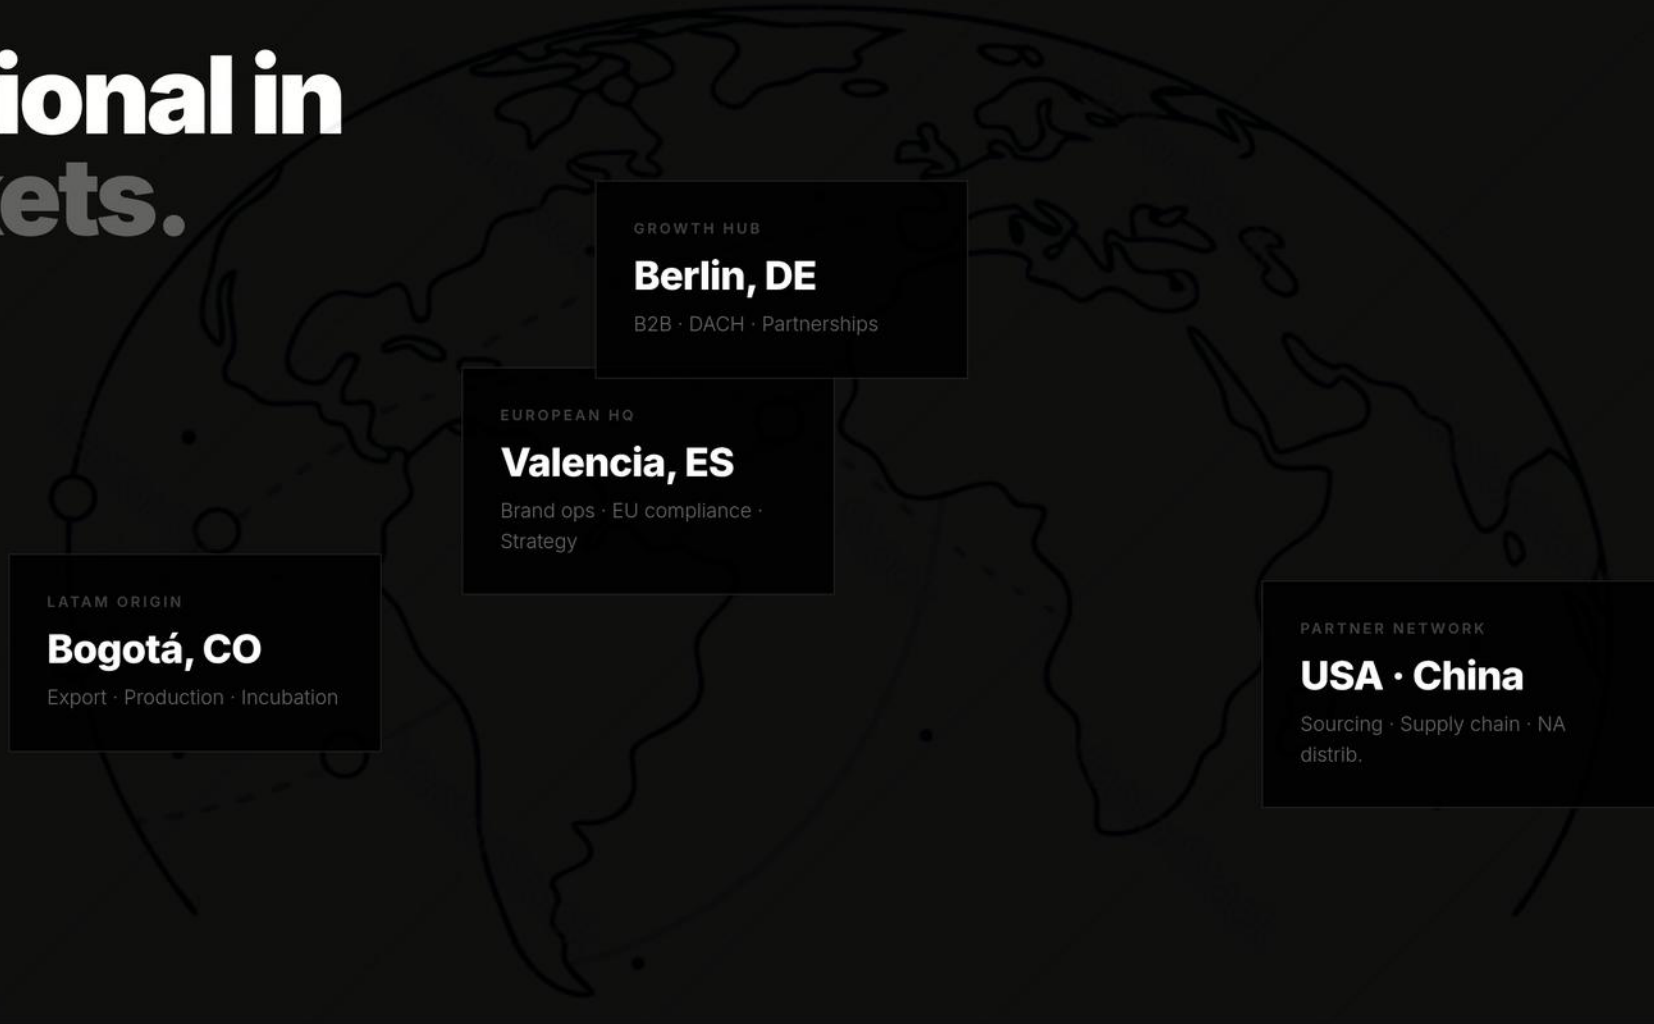 ional in
ets.
GROWTH HUB
Berlin, DE
B2B · DACH · Partnerships
EUROPEAN HQ
Valencia, ES
Brand ops · EU compliance ·
Strategy
LATAM ORIGIN
Bogotá, CO
Export · Production · Incubation
PARTNER NETWORK
USA · China
Sourcing · Supply chain · NA
distrib.